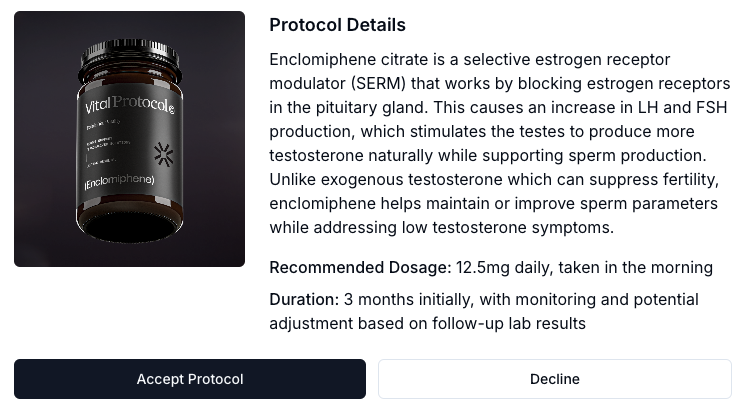 Protocol Details
Enclomiphene citrate is a selective estrogen receptor
modulator (SERM) that works by blocking estrogen receptors
in the pituitary gland. This causes an increase in LH and FSH
production, which stimulates the testes to produce more
testosterone naturally while supporting sperm production.
Unlike exogenous testosterone which can suppress fertility,
enclomiphene helps maintain or improve sperm parameters
while addressing low testosterone symptoms.
Recommended Dosage: 12.5mg daily, taken in the morning
Duration: 3 months initially, with monitoring and potential
adjustment based on follow-up lab results
VitalProtocol
(Enclomiphene)
Accept Protocol
Decline